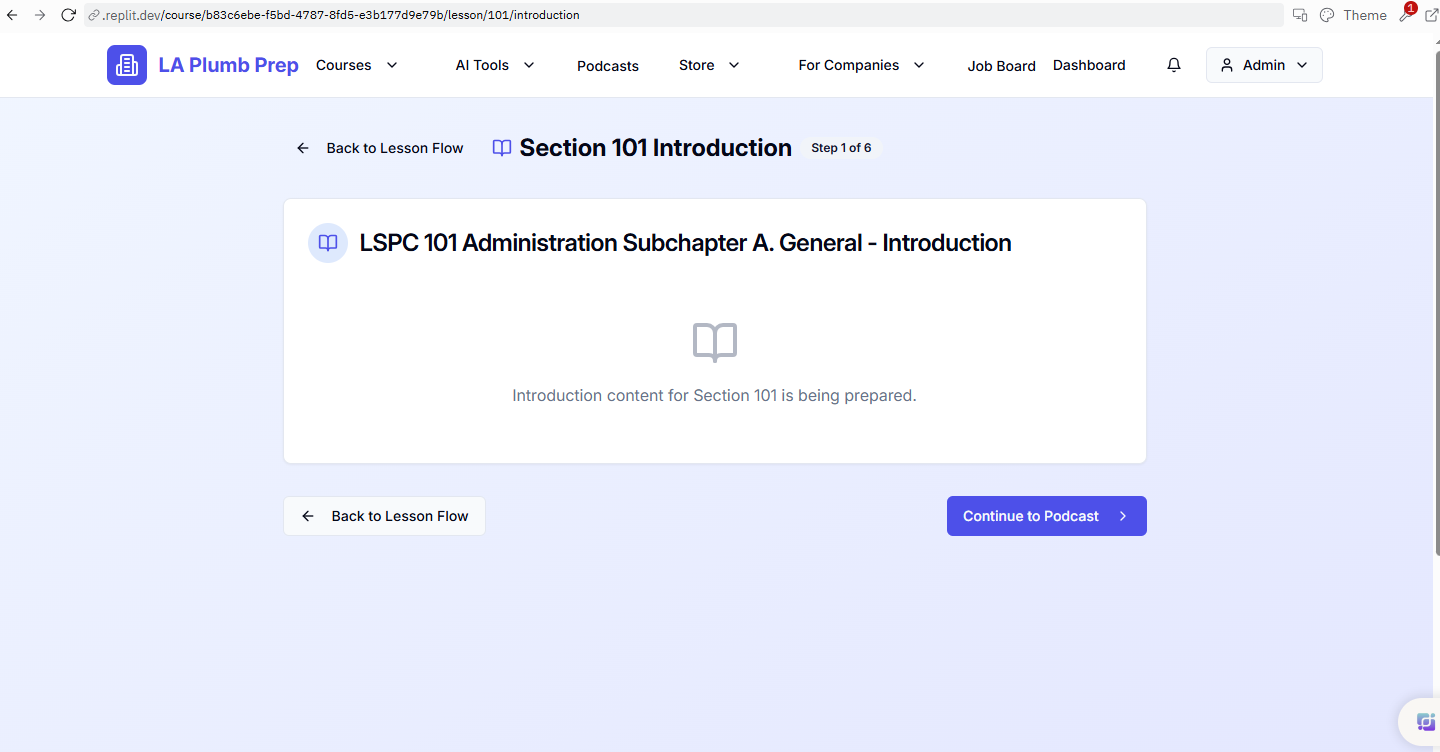 .replit.dev/course/b83c6ebe-f5bd-4787-8fd5-e3b177d9e79b/lesson/101/introduction
Theme
1
LA Plumb Prep
Courses
AI Tools
Podcasts
Store
For Companies
Job Board
Dashboard
Admin
Back to Lesson Flow
Section 101 Introduction
Step 1 of 6
LSPC 101 Administration Subchapter A. General - Introduction
Introduction content for Section 101 is being prepared.
Back to Lesson Flow
Continue to Podcast